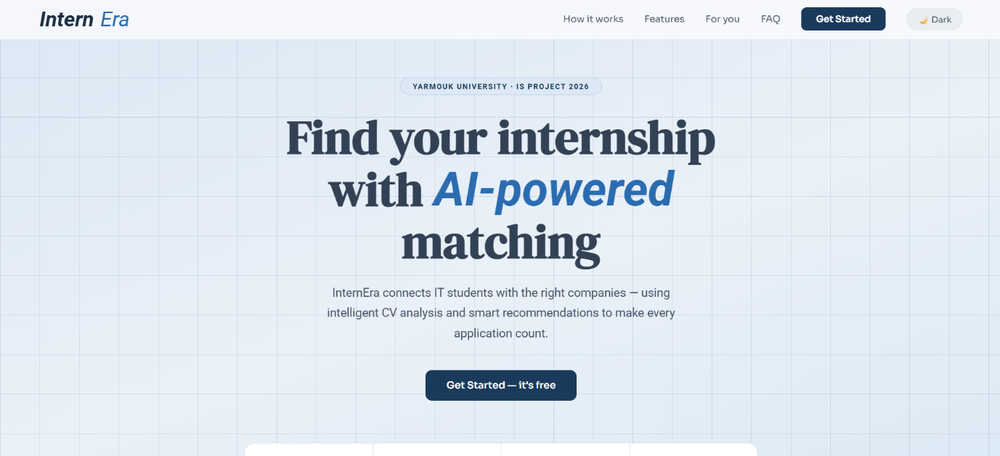 Intern Era
How it works
Features
For you
FAQ
Get Started
🌙 Dark
YARMOUK UNIVERSITY · IS PROJECT 2026
Find your internship
with AI-powered
matching
InternEra connects IT students with the right companies — using
intelligent CV analysis and smart recommendations to make every
application count.
Get Started — it's free